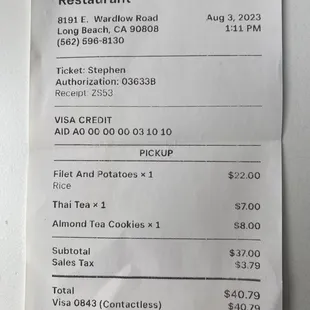 Restaurant
8191 E. Wardlow Road Aug 3, 2023
Long Beach, CA 90808 1:11 PM
(562) 596-8130
Ticket: Stephen
Authorization: 03633B
Receipt: ZS53
VISA CREDIT
AID A0 00 00 00 03 10 10
PICKUP
Filet And Potatoes × 1 $22.00
Rice
Thai Tea × 1 $7.00
Almond Tea Cookies × 1 $8.00
Subtotal $37.00
Sales Tax $3.79
Total $40.79
Visa 0843 (Contactless) $40.79